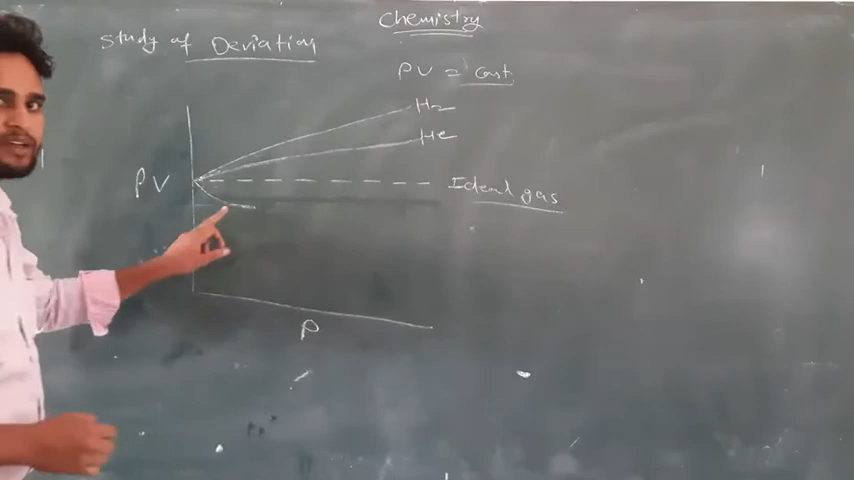 Chemistry
Study of Deviation
PV = Const
H2
He
PV
Ideal gas
P